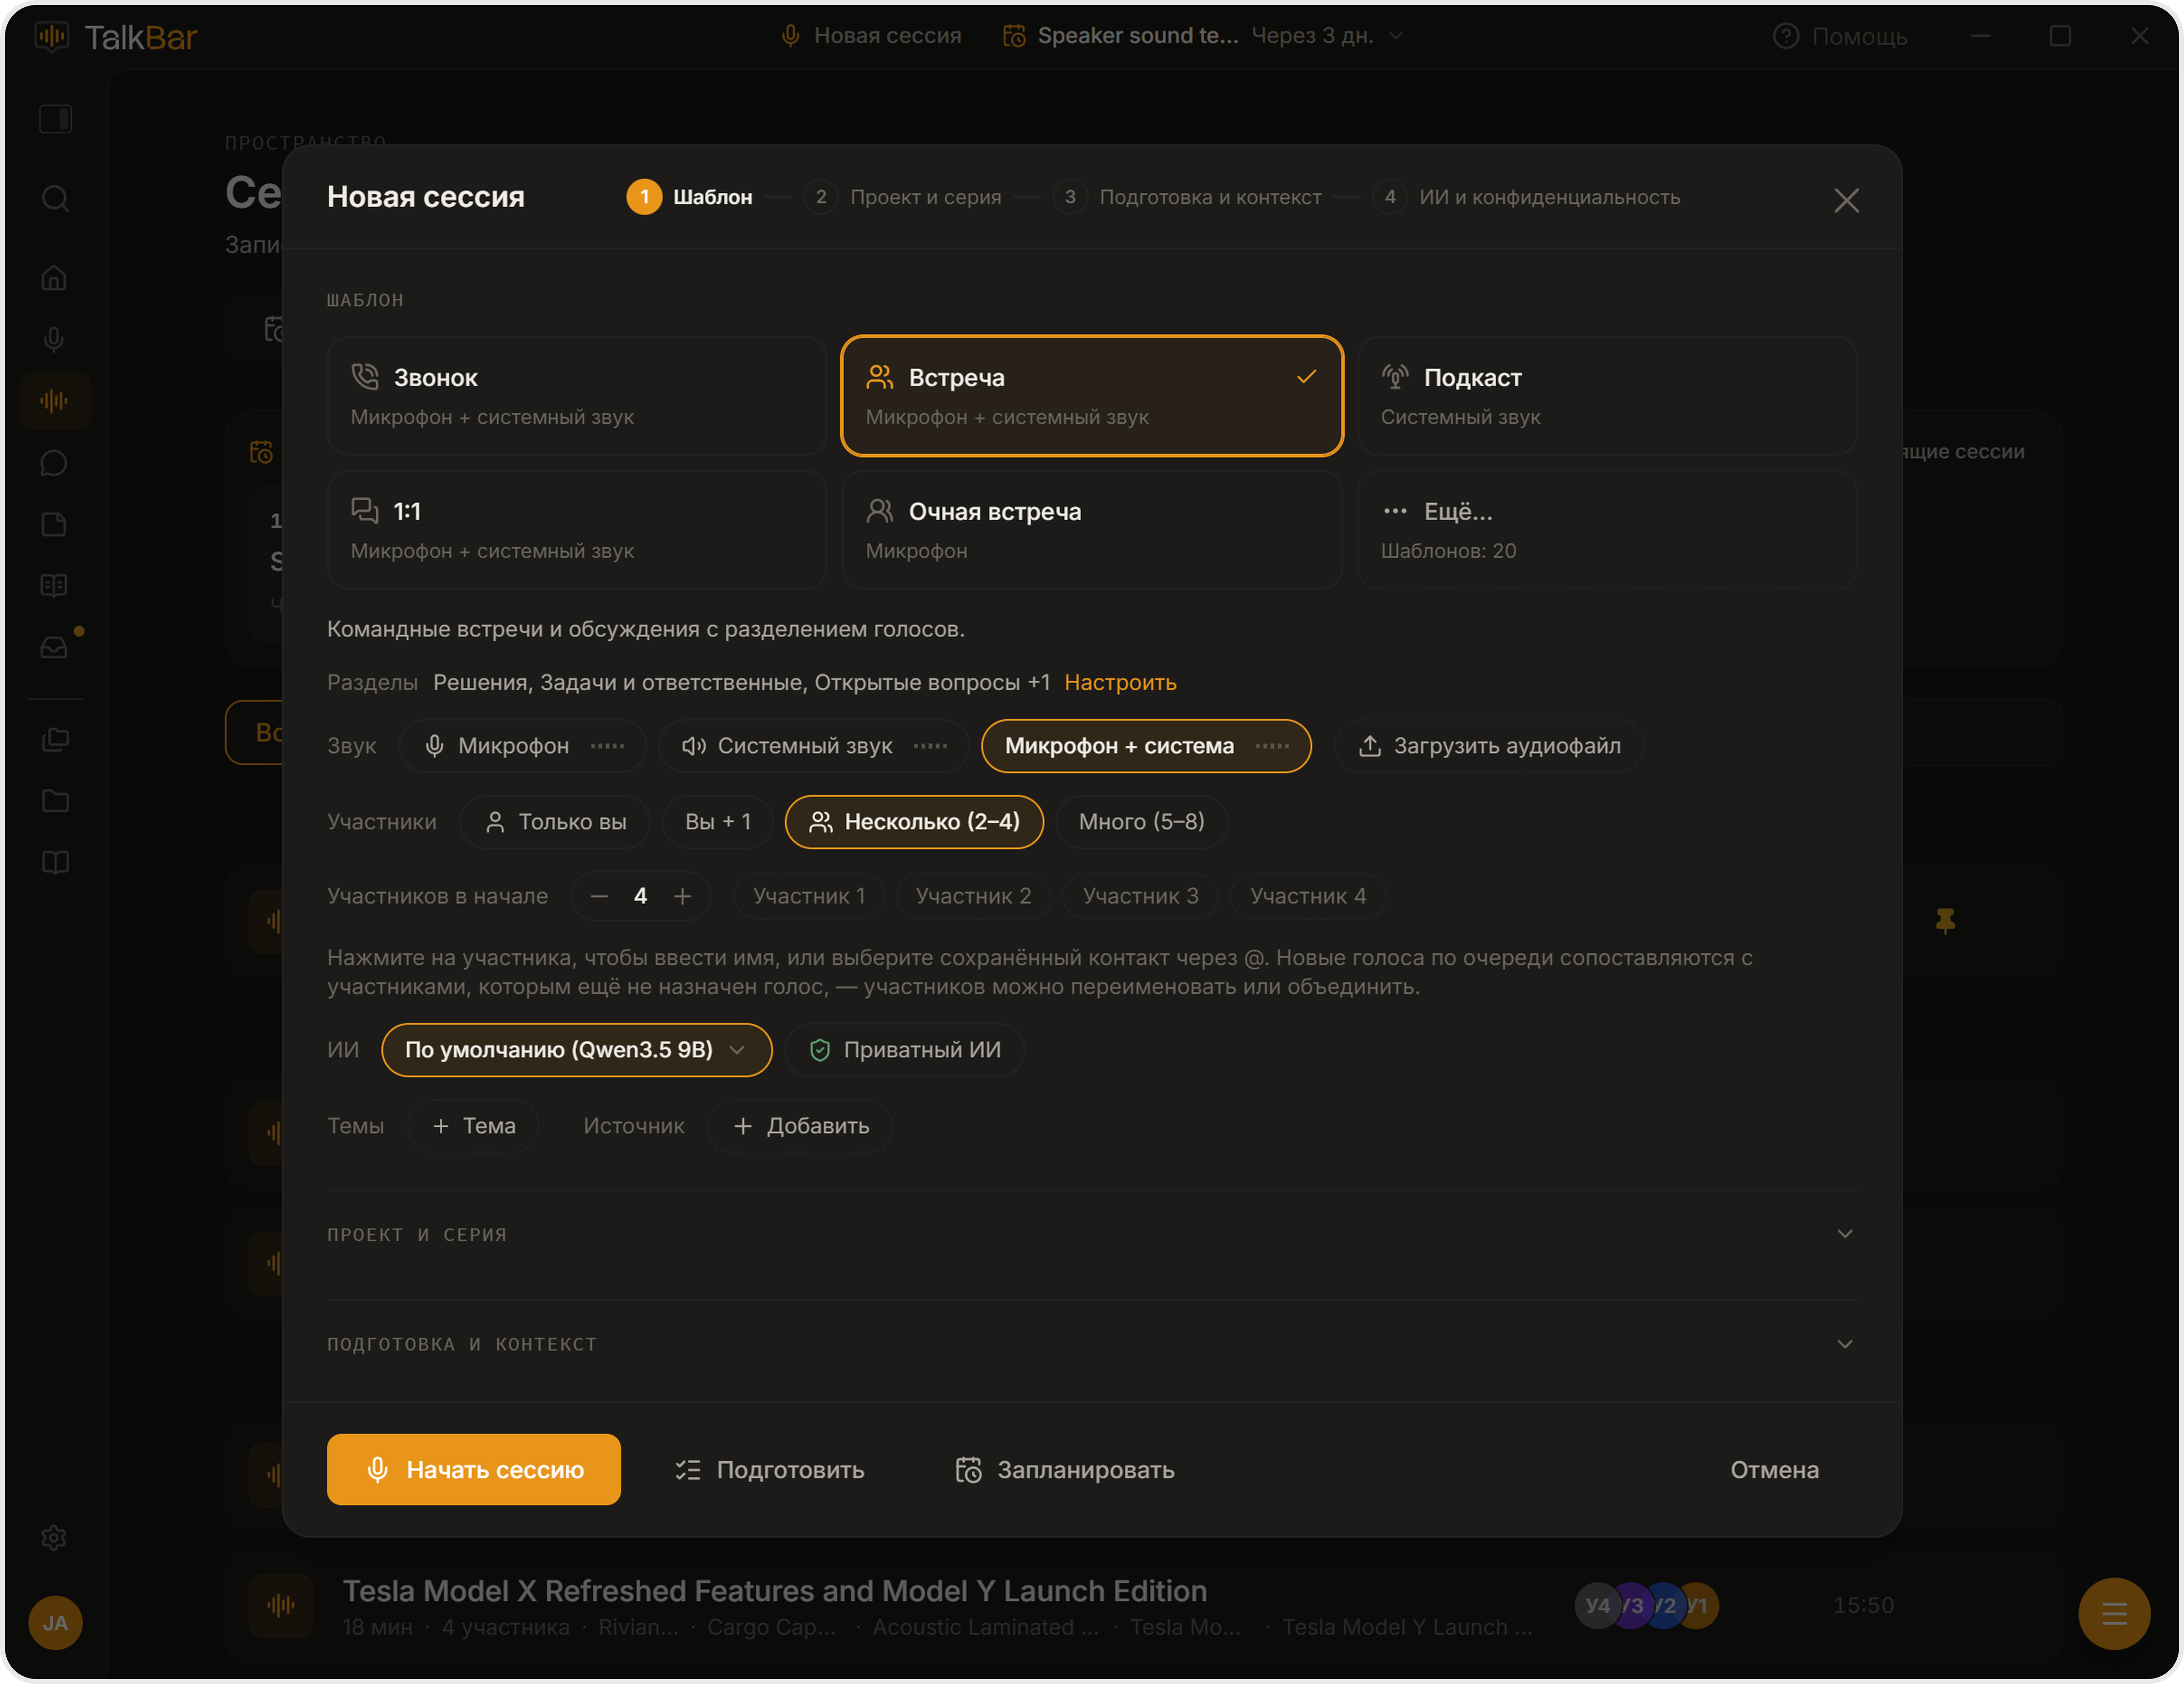 TalkBar
Новая сессия
Speaker sound te... Через 3 дн.
Помощь
ПРОСТРАНСТВО
Новая сессия
1 Шаблон
2 Проект и серия
3 Подготовка и контекст
4 ИИ и конфиденциальность
ШАБЛОН
Звонок
Микрофон + системный звук
Встреча
Микрофон + системный звук
Подкаст
Системный звук
1:1
Микрофон + системный звук
Очная встреча
Микрофон
Ещё...
Шаблонов: 20
Командные встречи и обсуждения с разделением голосов.
Разделы Решения, Задачи и ответственные, Открытые вопросы +1 Настроить
Звук Микрофон Системный звук Микрофон + система Загрузить аудиофайл
Участники Только вы Вы + 1 Несколько (2–4) Много (5–8)
Участников в начале − 4 + Участник 1 Участник 2 Участник 3 Участник 4
Нажмите на участника, чтобы ввести имя, или выберите сохранённый контакт через @. Новые голоса по очереди сопоставляются с
участниками, которым ещё не назначен голос, — участников можно переименовать или объединить.
ИИ По умолчанию (Qwen3.5 9B) Приватный ИИ
Темы + Тема Источник + Добавить
ПРОЕКТ И СЕРИЯ
ПОДГОТОВКА И КОНТЕКСТ
Начать сессию Подготовить Запланировать Отмена
сессии
Tesla Model X Refreshed Features and Model Y Launch Edition
18 мин · 4 участника · Rivian... · Cargo Cap... · Acoustic Laminated ... · Tesla Mo... · Tesla Model Y Launch ...
У4 У3 У2 У1
15:50
JA